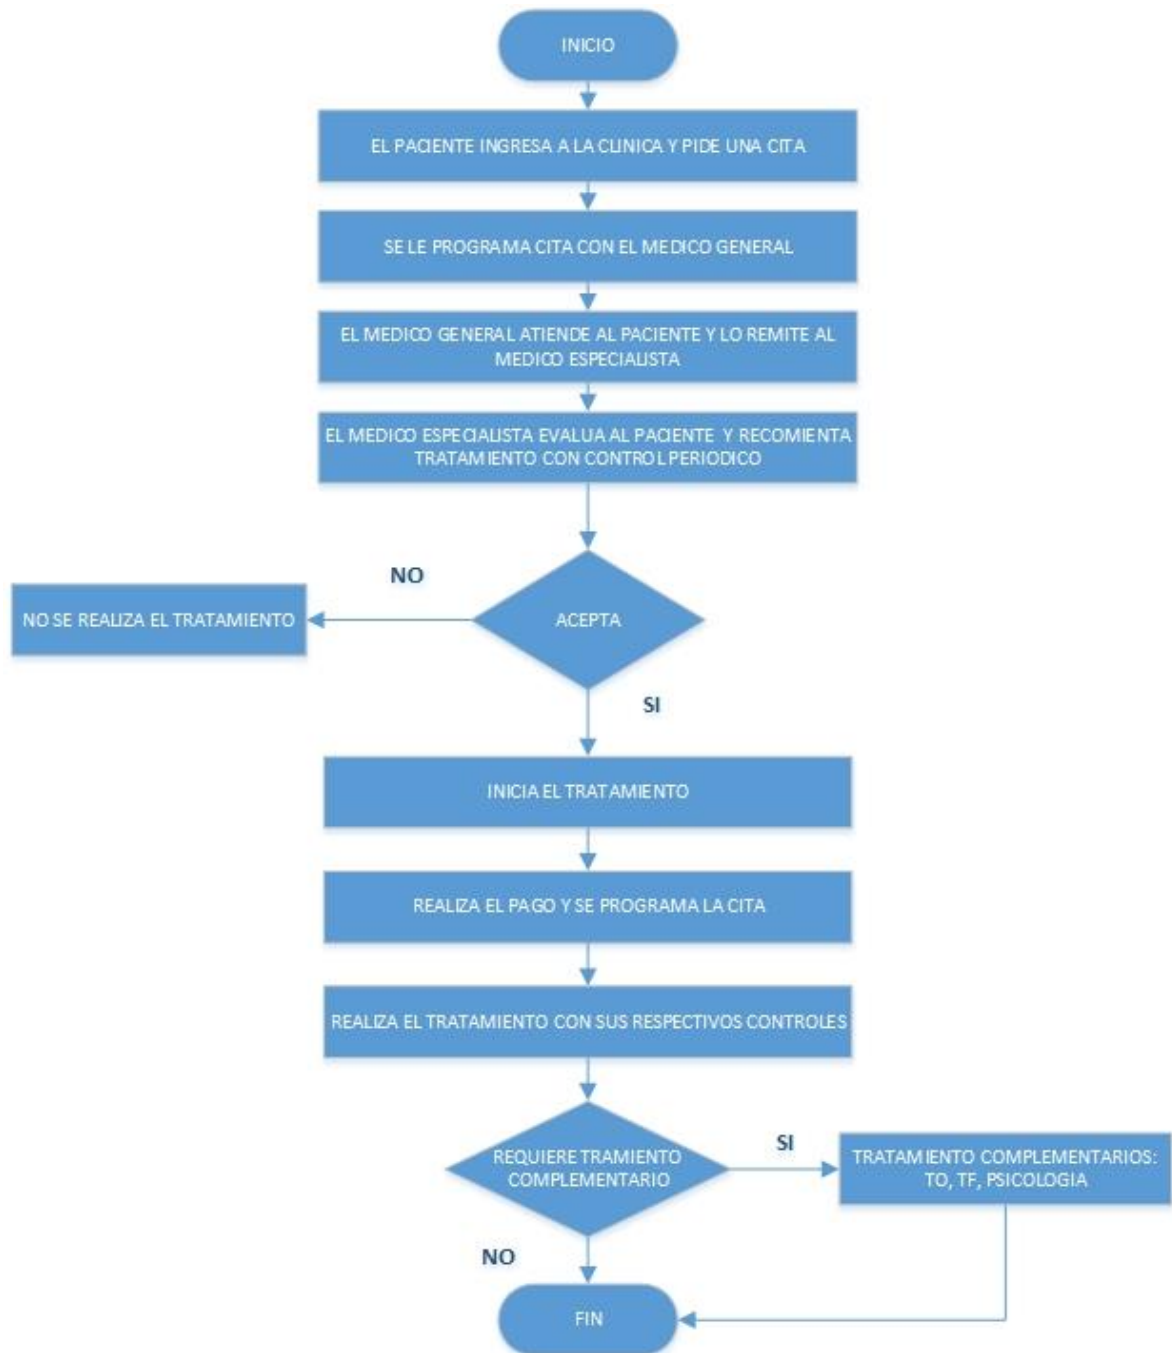 INICIO
EL PACIENTE INGRESA A LA CLINICA Y PIDE UNA CITA
SE LE PROGRAMA CITA CON EL MEDICO GENERAL
EL MEDICO GENERAL ATIENDE AL PACIENTE Y LO REMITE AL
MEDICO ESPECIALISTA
EL MEDICO ESPECIALISTA EVALUA AL PACIENTE Y RECOMIENTA
TRATAMIENTO CON CONTROL PERIODICO
NO
NO SE REALIZA EL TRATAMIENTO
ACEPTA
SI
INICIA EL TRATAMIENTO
REALIZA EL PAGO Y SE PROGRAMA LA CITA
REALIZA EL TRATAMIENTO CON SUS RESPECTIVOS CONTROLES
REQUIERE TRAMIENTO
COMPLEMENTARIO
SI
TRATAMIENTO COMPLEMENTARIOS:
TO, TF, PSICOLOGIA
NO
FIN